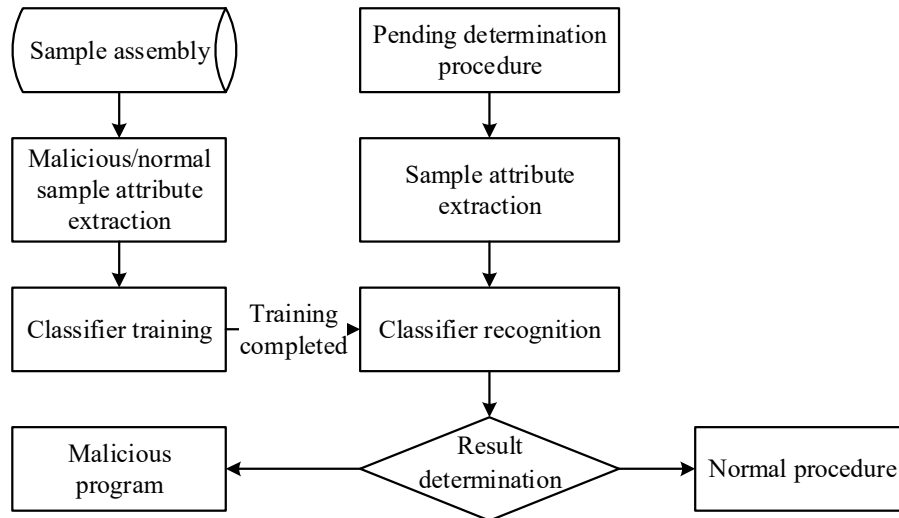 Sample assembly
Pending determination
procedure
Malicious/normal
sample attribute
extraction
Sample attribute
extraction
Classifier training
Training
completed
Classifier recognition
Malicious
program
Result
determination
Normal procedure